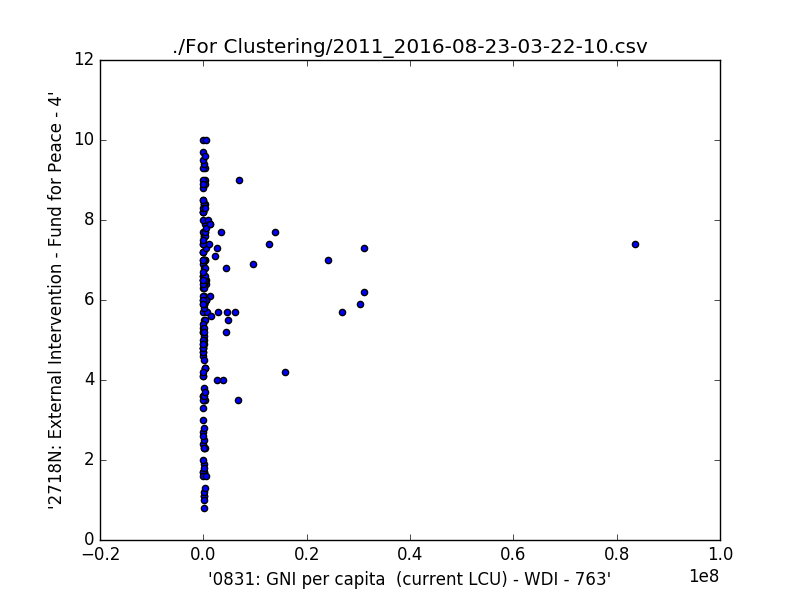 ./For Clustering/2011_2016-08-23-03-22-10.csv
12
10
8
6
4
2
0
'2718N: External Intervention - Fund for Peace - 4'
−0.2 0.0 0.2 0.4 0.6 0.8 1.0
1e8
'0831: GNI per capita  (current LCU) - WDI - 763'